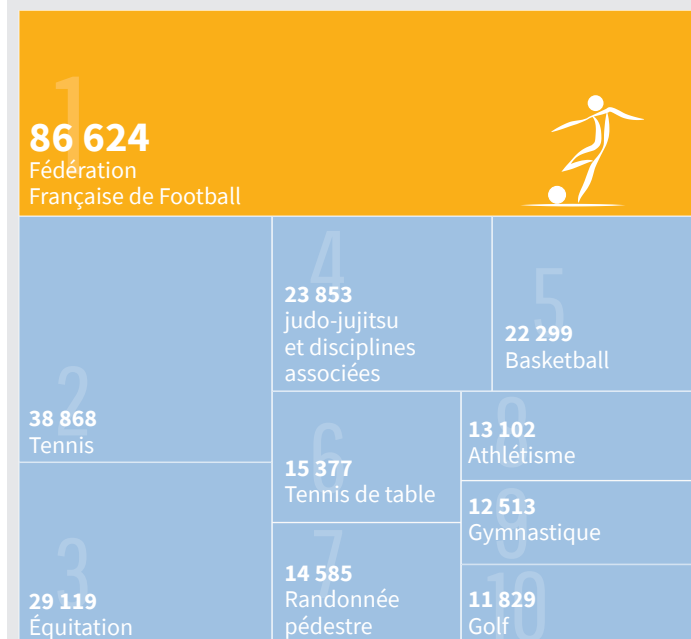 1
86 624
Fédération
Française de Football
2
38 868
Tennis
3
29 119
Équitation
4
23 853
judo-jujitsu
et disciplines
associées
5
22 299
Basketball
6
15 377
Tennis de table
7
14 585
Randonnée
pédestre
8
13 102
Athlétisme
9
12 513
Gymnastique
10
11 829
Golf